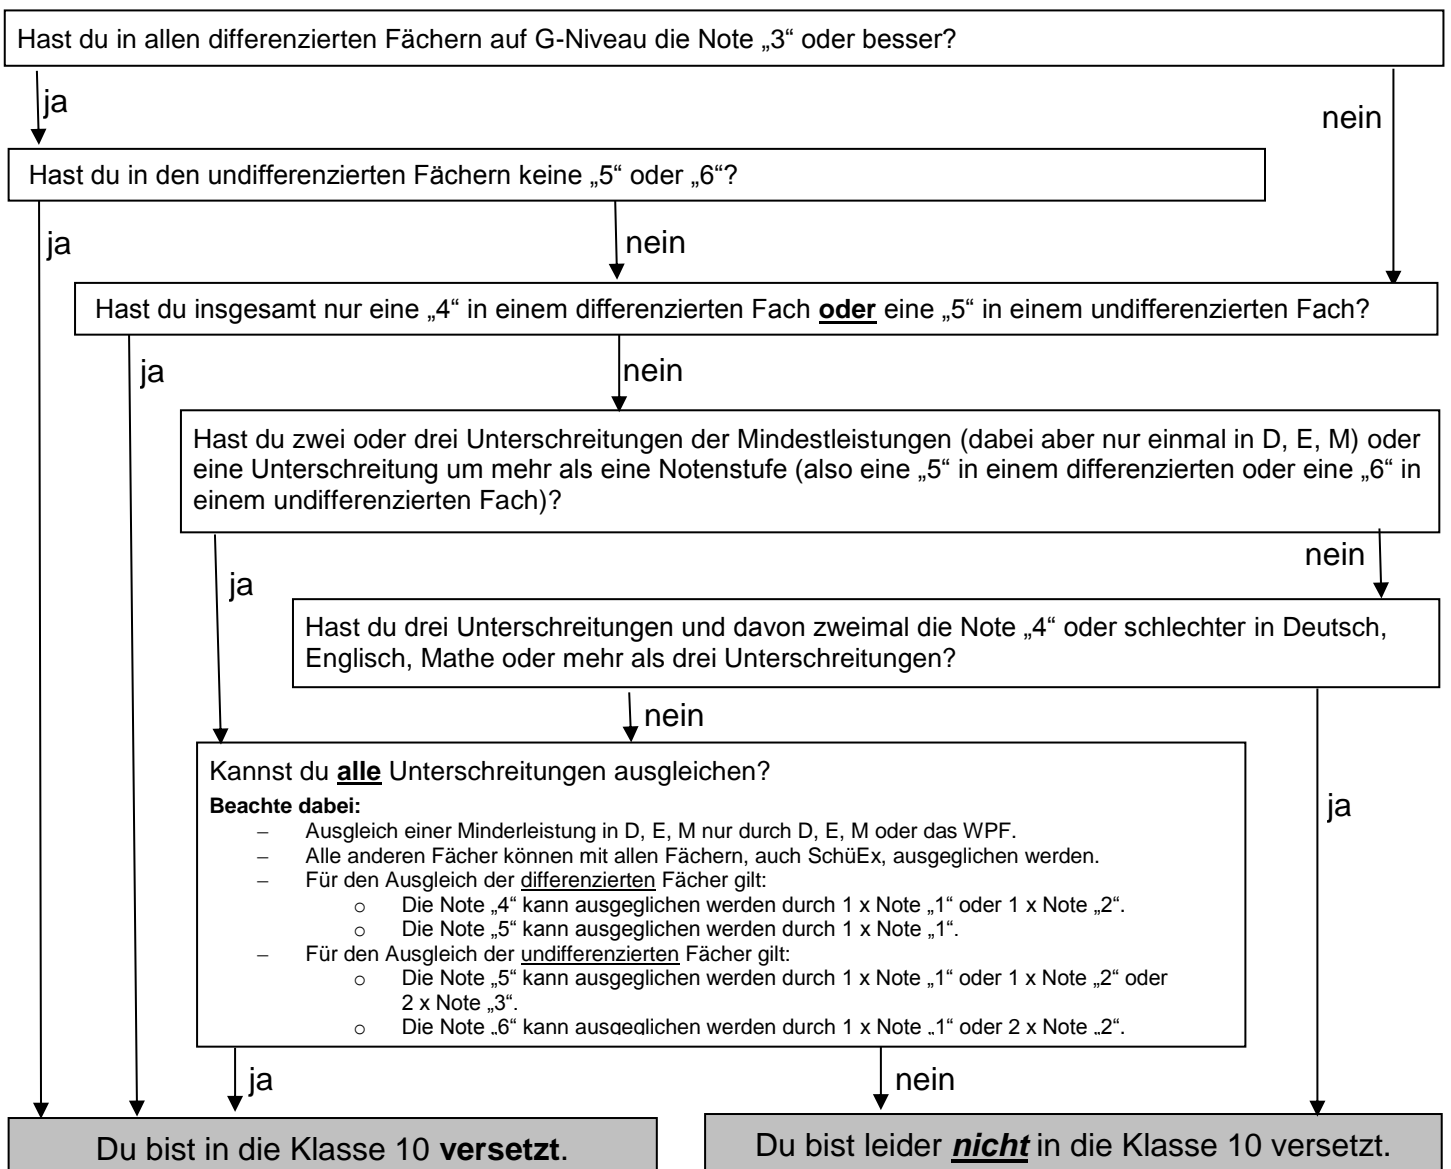 Hast du in allen differenzierten Fächern auf G-Niveau die Note „3“ oder besser?
ja
nein
Hast du in den undifferenzierten Fächern keine „5“ oder „6“?
ja
nein
Hast du insgesamt nur eine „4“ in einem differenzierten Fach oder eine „5“ in einem undifferenzierten Fach?
ja
nein
Hast du zwei oder drei Unterschreitungen der Mindestleistungen (dabei aber nur einmal in D, E, M) oder
eine Unterschreitung um mehr als eine Notenstufe (also eine „5“ in einem differenzierten oder eine „6“ in
einem undifferenzierten Fach)?
nein
ja
Hast du drei Unterschreitungen und davon zweimal die Note „4“ oder schlechter in Deutsch,
Englisch, Mathe oder mehr als drei Unterschreitungen?
nein
Kannst du alle Unterschreitungen ausgleichen?
Beachte dabei:
– Ausgleich einer Minderleistung in D, E, M nur durch D, E, M oder das WPF.
– Alle anderen Fächer können mit allen Fächern, auch SchüEx, ausgeglichen werden.
– Für den Ausgleich der differenzierten Fächer gilt:
o Die Note „4“ kann ausgeglichen werden durch 1 x Note „1“ oder 1 x Note „2“.
o Die Note „5“ kann ausgeglichen werden durch 1 x Note „1“.
– Für den Ausgleich der undifferenzierten Fächer gilt:
o Die Note „5“ kann ausgeglichen werden durch 1 x Note „1“ oder 1 x Note „2“ oder
2 x Note „3“.
o Die Note „6“ kann ausgeglichen werden durch 1 x Note „1“ oder 2 x Note „2“.
ja
ja
nein
Du bist in die Klasse 10 versetzt.
Du bist leider nicht in die Klasse 10 versetzt.